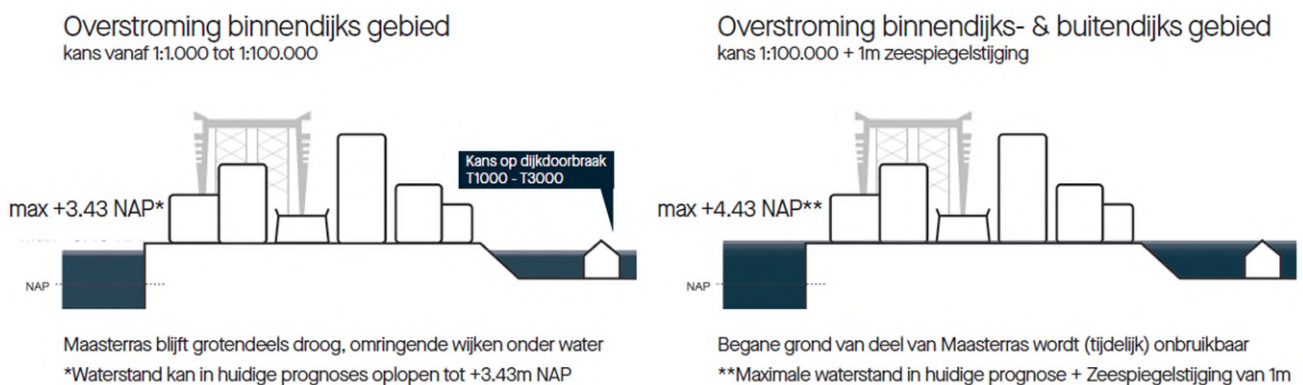 Overstroming binnendijks gebied
kans vanaf 1:1.000 tot 1:100.000
Kans op dijkdoorbraak
T1000 - T3000
max +3.43 NAP*
NAP
Maasterras blijft grotendeels droog, omringende wijken onder water
*Waterstand kan in huidige prognoses oplopen tot +3.43m NAP
Overstroming binnendijks- & buitendijks gebied
kans 1:100.000 + 1m zeespiegelstijging
max +4.43 NAP**
NAP
Begane grond van deel van Maasterras wordt (tijdelijk) onbruikbaar
**Maximale waterstand in huidige prognose + Zeespiegelstijging van 1m